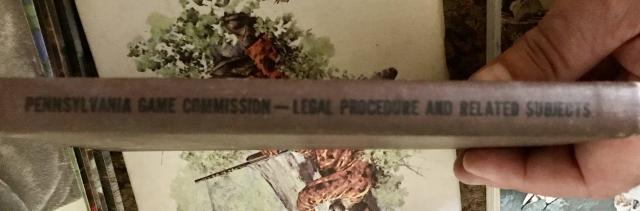 PENNSYLVANIA GAME COMMISSION — LEGAL PROCEDURE AND RELATED SUBJECTS